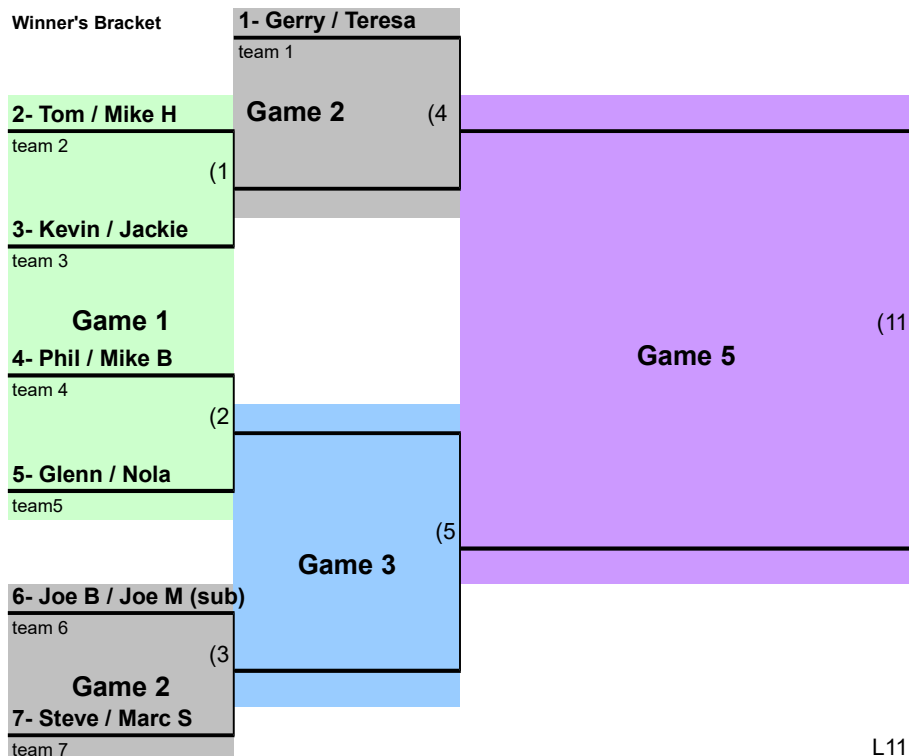 Winner's Bracket
1- Gerry / Teresa
team 1
Game 2
(4
2- Tom / Mike H
team 2
(1
3- Kevin / Jackie
team 3
Game 1
4- Phil / Mike B
team 4
(2
5- Glenn / Nola
team5
(11
Game 5
(5
Game 3
6- Joe B / Joe M (sub)
team 6
(3
Game 2
7- Steve / Marc S
team 7
L11